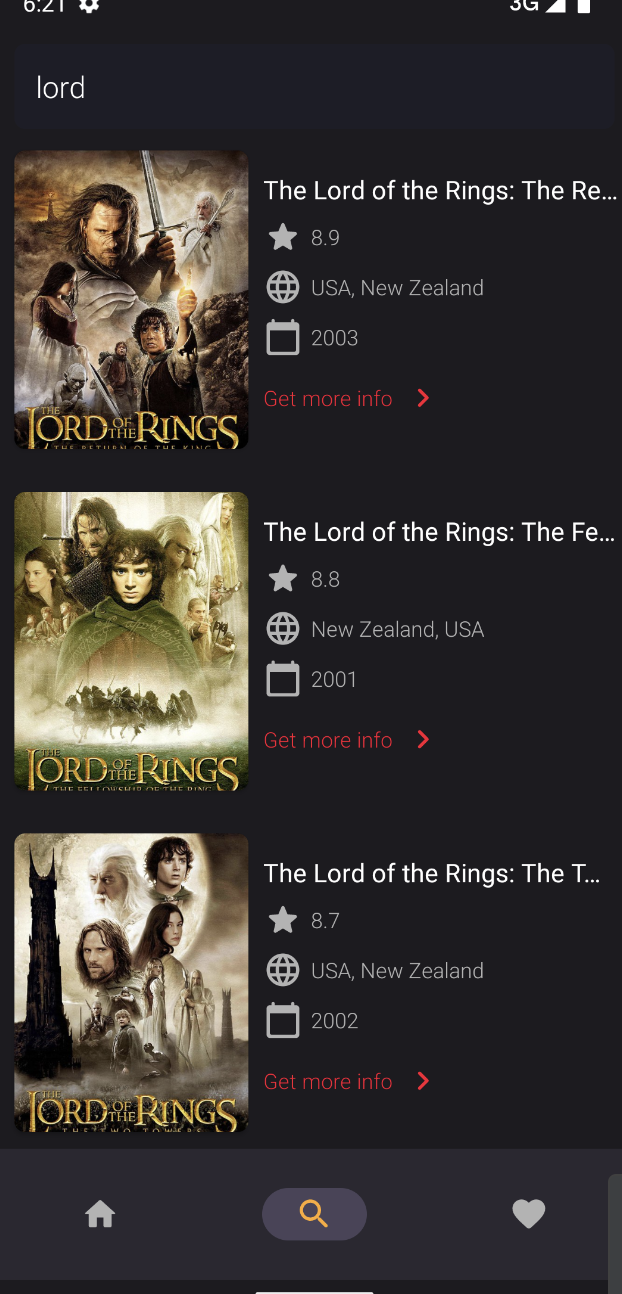 6:21
3G
lord
The Lord of the Rings: The Re...
8.9
USA, New Zealand
2003
Get more info
THE
LORD OF THE RINGS
THE RETURN OF THE KING
The Lord of the Rings: The Fe...
8.8
New Zealand, USA
2001
Get more info
THE
LORD OF THE RINGS
THE FELLOWSHIP OF THE RING
The Lord of the Rings: The T...
8.7
USA, New Zealand
2002
Get more info
THE
LORD OF THE RINGS
THE TWO TOWERS